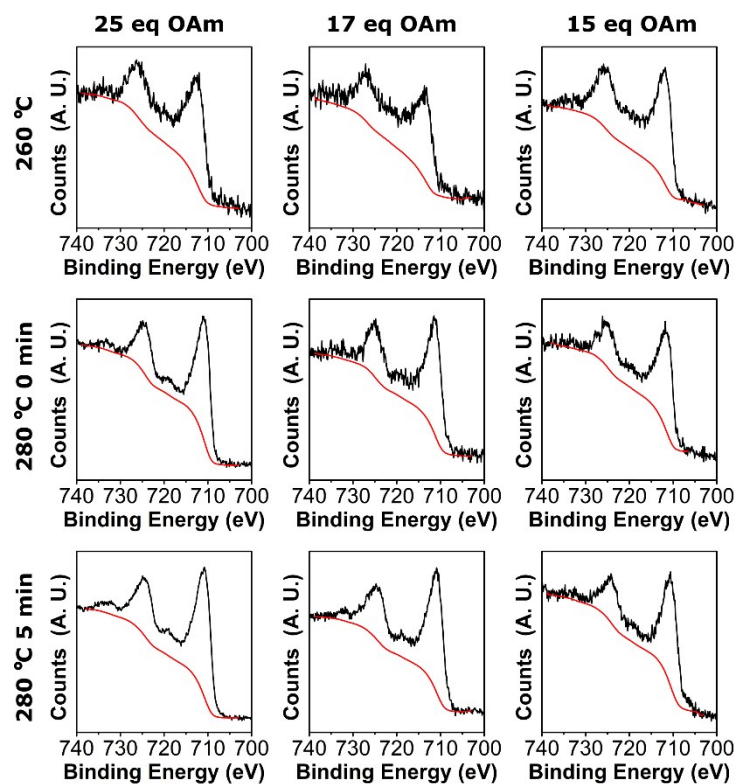 25 eq OAm 17 eq OAm 15 eq OAm
260 °C
Counts (A. U.) Counts (A. U.) Counts (A. U.)
740 730 720 710 700 740 730 720 710 700 740 730 720 710 700
Binding Energy (eV) Binding Energy (eV) Binding Energy (eV)
280 °C 0 min
Counts (A. U.) Counts (A. U.) Counts (A. U.)
740 730 720 710 700 740 730 720 710 700 740 730 720 710 700
Binding Energy (eV) Binding Energy (eV) Binding Energy (eV)
280 °C 5 min
Counts (A. U.) Counts (A. U.) Counts (A. U.)
740 730 720 710 700 740 730 720 710 700 740 730 720 710 700
Binding Energy (eV) Binding Energy (eV) Binding Energy (eV)